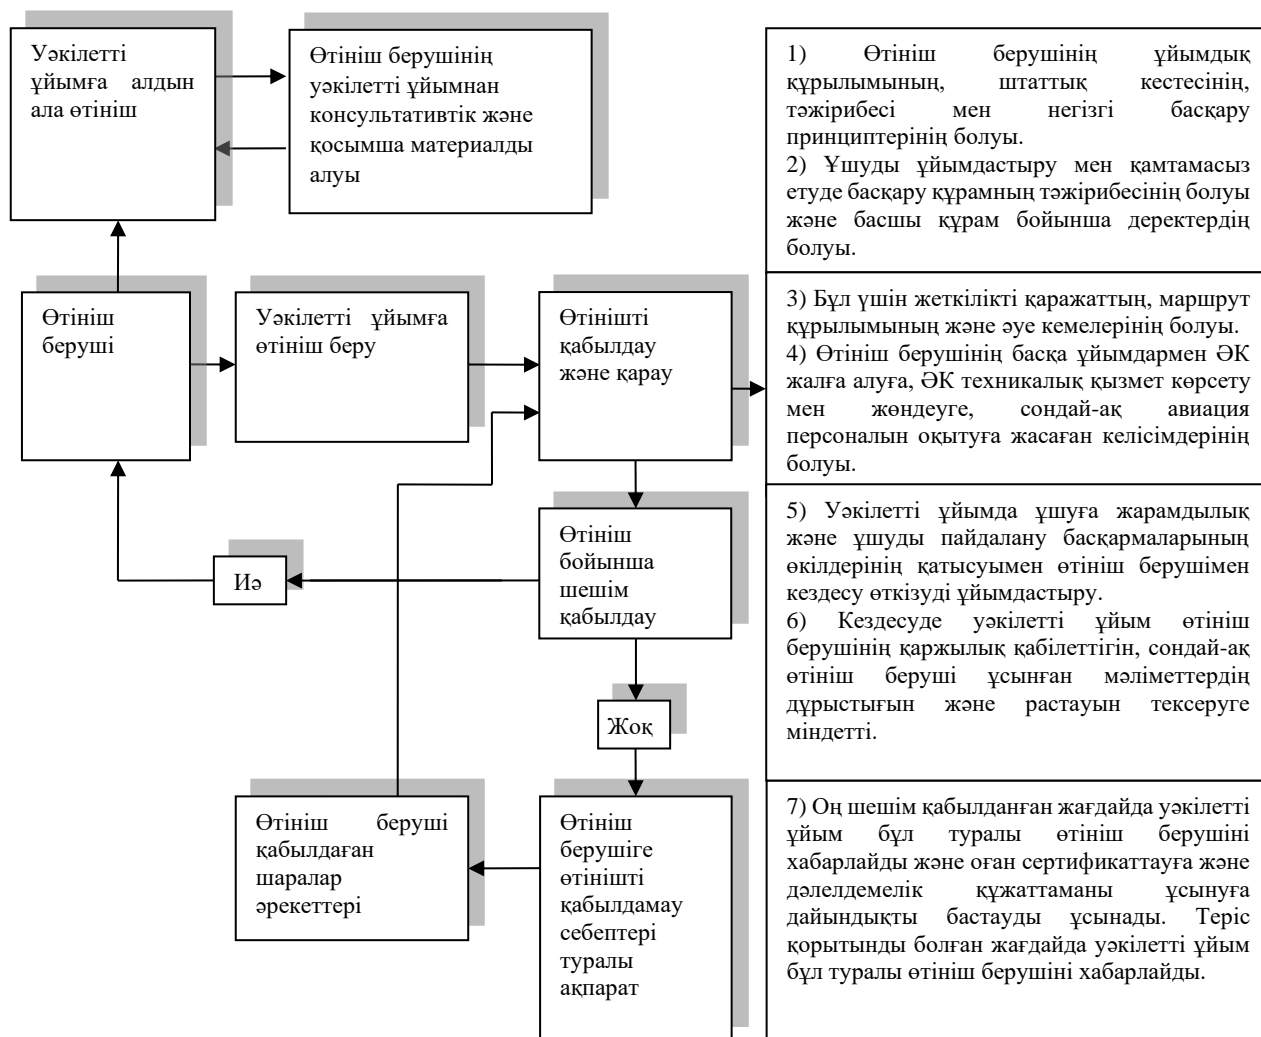 Уәкілетті
ұйымға алдын
ала өтініш
Өтініш берушінің
уәкілетті ұйымнан
консультативтік және
қосымша материалды
алуы
1) Өтініш берушінің ұйымдық
құрылымының, штаттық кестесінің,
тәжірибесі мен негізгі басқару
принциптерінің болуы.
2) Ұшуды ұйымдастыру мен қамтамасыз
етуде басқару құрамның тәжірибесінің болуы
және басшы құрам бойынша деректердің
болуы.
Өтініш
беруші
Уәкілетті ұйымға
өтініш беру
Өтінішті
қабылдау
және қарау
3) Бұл үшін жеткілікті қаражаттың, маршрут
құрылымының және әуе кемелерінің болуы.
4) Өтініш берушінің басқа ұйымдармен ӘК
жалға алуға, ӘК техникалық қызмет көрсету
мен жөндеуге, сондай-ақ авиация
персоналын оқытуға жасаған келісімдерінің
болуы.
Иә
Өтініш
бойынша
шешім
қабылдау
5) Уәкілетті ұйымда ұшуға жарамдылық
және ұшуды пайдалану басқармаларының
өкілдерінің қатысуымен өтініш берушімен
кездесу өткізуді ұйымдастыру.
6) Кездесуде уәкілетті ұйым өтініш
берушінің қаржылық қабілеттігін, сондай-ақ
өтініш беруші ұсынған мәліметтердің
дұрыстығын және растауын тексеруге
міндетті.
Жоқ
Өтініш беруші
қабылдаған
шаралар
әрекеттері
Өтініш
берушіге
өтінішті
қабылдамау
себептері
туралы
ақпарат
7) Оң шешім қабылданған жағдайда уәкілетті
ұйым бұл туралы өтініш берушіні
хабарлайды және оған сертификаттауға және
дәлелдемелік құжаттаманы ұсынуға
дайындықты бастауды ұсынады. Теріс
қорытынды болған жағдайда уәкілетті ұйым
бұл туралы өтініш берушіні хабарлайды.